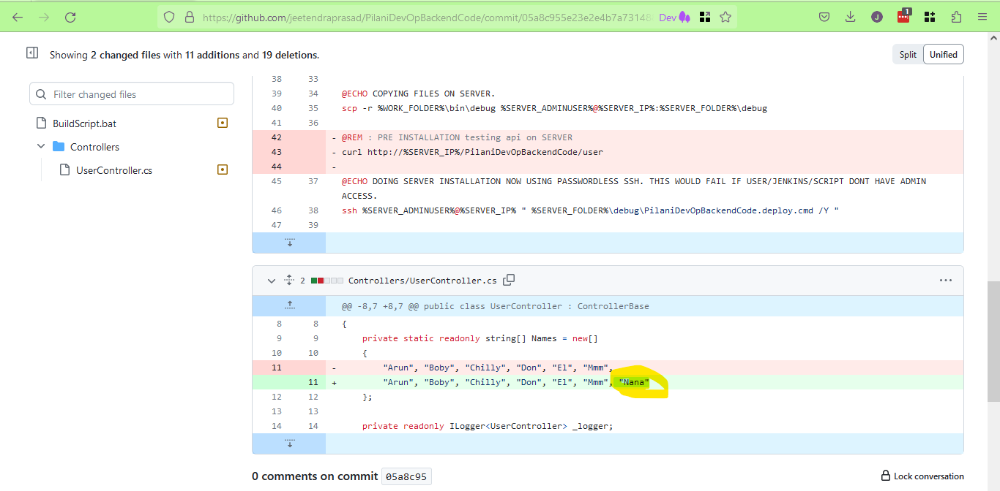 https://github.com/jeetendraprasad/PilaniDevOpBackendCode/commit/05a8c955e23e2e4b7a73148 Dev J 1
Showing 2 changed files with 11 additions and 19 deletions. Split Unified
Filter changed files
BuildScript.bat
Controllers
UserController.cs
38 33
39 34 @ECHO COPYING FILES ON SERVER.
40 35 scp -r %WORK_FOLDER%\bin\debug %SERVER_ADMINUSER%@%SERVER_IP%:%SERVER_FOLDER%\debug
41 36
42 - @REM : PRE INSTALLATION testing api on SERVER
43 - curl http://%SERVER_IP%/PilaniDevOpBackendCode/user
44 -
45 37 @ECHO DOING SERVER INSTALLATION NOW USING PASSWORDLESS SSH. THIS WOULD FAIL IF USER/JENKINS/SCRIPT DONT HAVE ADMIN
ACCESS.
46 38 ssh %SERVER_ADMINUSER%@%SERVER_IP% " %SERVER_FOLDER%\debug\PilaniDevOpBackendCode.deploy.cmd /Y "
47 39
2 Controllers/UserController.cs
@@ -8,7 +8,7 @@ public class UserController : ControllerBase
8 8 {
9 9 private static readonly string[] Names = new[]
10 10 {
11 - "Arun", "Boby", "Chilly", "Don", "El", "Mmm",
11 + "Arun", "Boby", "Chilly", "Don", "El", "Mmm", "Nana"
12 12 };
13 13
14 14 private readonly ILogger<UserController> _logger;
0 comments on commit 05a8c95 Lock conversation